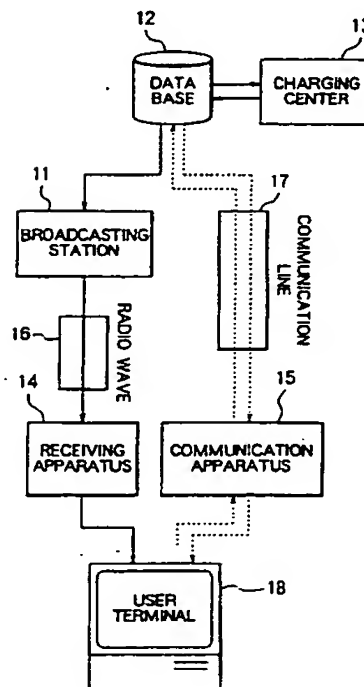 12
13
DATA
BASE
CHARGING
CENTER
11
17
BROADCASTING
STATION
COMMUNICATION
LINE
16
RADIO WAVE
14
15
RECEIVING
APPARATUS
COMMUNICATION
APPARATUS
18
USER
TERMINAL